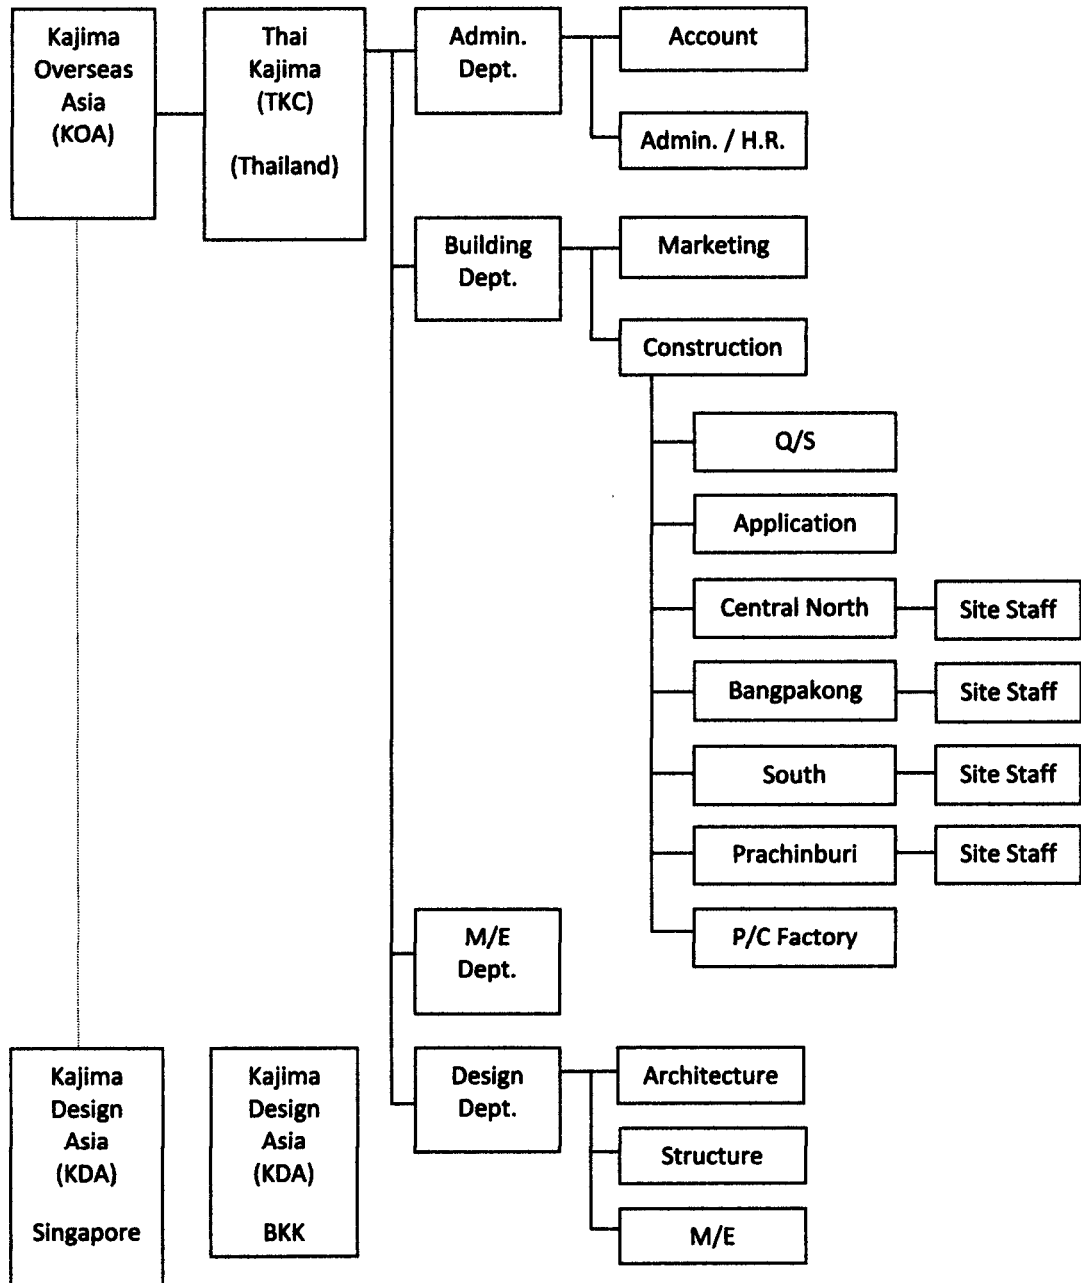 Kajima
Overseas
Asia
(KOA)
Thai
Kajima
(TKC)
(Thailand)
Admin.
Dept.
Account
Admin. / H.R.
Building
Dept.
Marketing
Construction
Q/S
Application
Central North
Site Staff
Bangpakong
Site Staff
South
Site Staff
Prachinburi
Site Staff
P/C Factory
M/E
Dept.
Kajima
Design
Asia
(KDA)
Singapore
Kajima
Design
Asia
(KDA)
BKK
Design
Dept.
Architecture
Structure
M/E